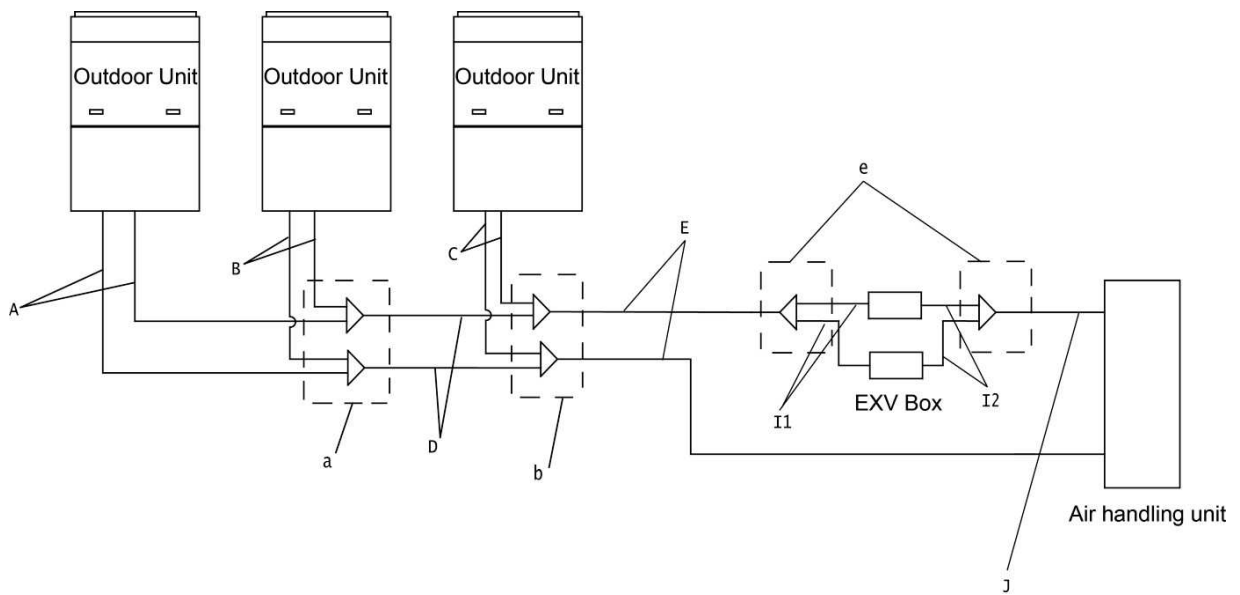 Outdoor Unit
Outdoor Unit
Outdoor Unit
e
E
C
B
A
EXV Box
I1
I2
D
a
b
Air handling unit
J